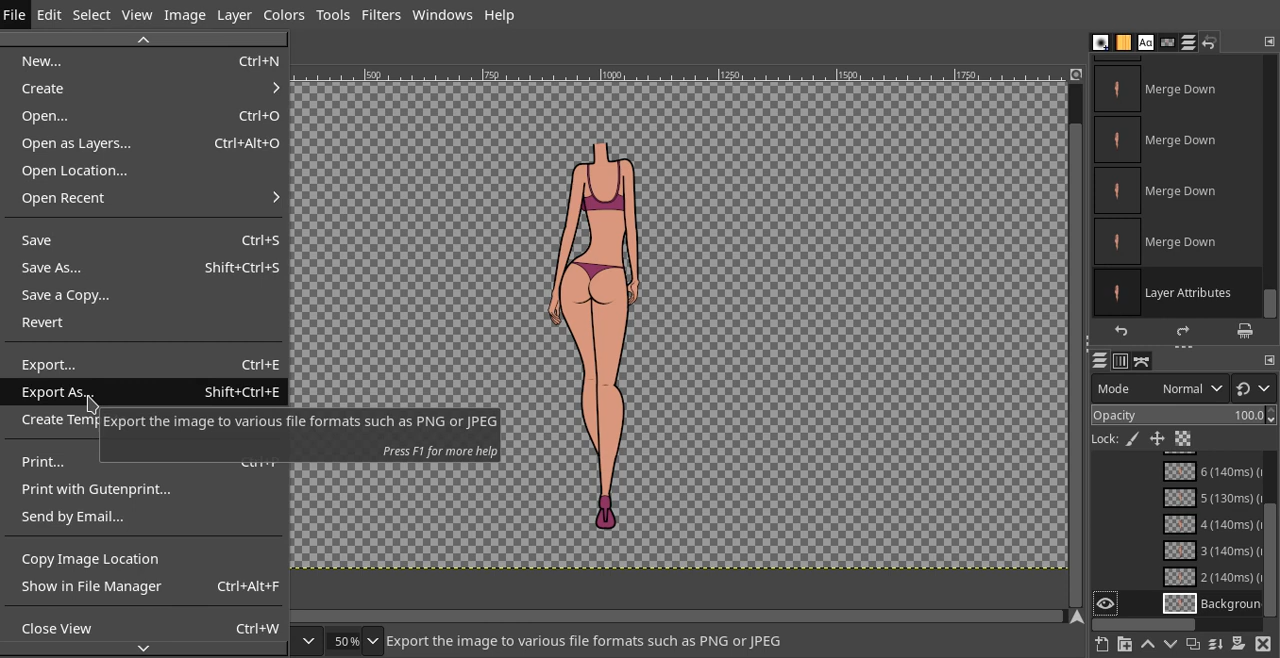 File Edit Select View Image Layer Colors Tools Filters Windows Help
New... Ctrl+N
Create
Open... Ctrl+O
Open as Layers... Ctrl+Alt+O
Open Location...
Open Recent
Save Ctrl+S
Save As... Shift+Ctrl+S
Save a Copy...
Revert
Export... Ctrl+E
Export As... Shift+Ctrl+E
Create Temp
Export the image to various file formats such as PNG or JPEG
Press F1 for more help
Print...
Print with Gutenprint...
Send by Email...
Copy Image Location
Show in File Manager Ctrl+Alt+F
Close View Ctrl+W
500 750 1000 1250 1500 1750
50 % Export the image to various file formats such as PNG or JPEG
Aa
Merge Down
Merge Down
Merge Down
Merge Down
Layer Attributes
Mode Normal
Opacity 100.0
Lock:
6 (140ms) (
5 (130ms) (
4 (140ms) (
3 (140ms) (
2 (140ms) (
Backgroun